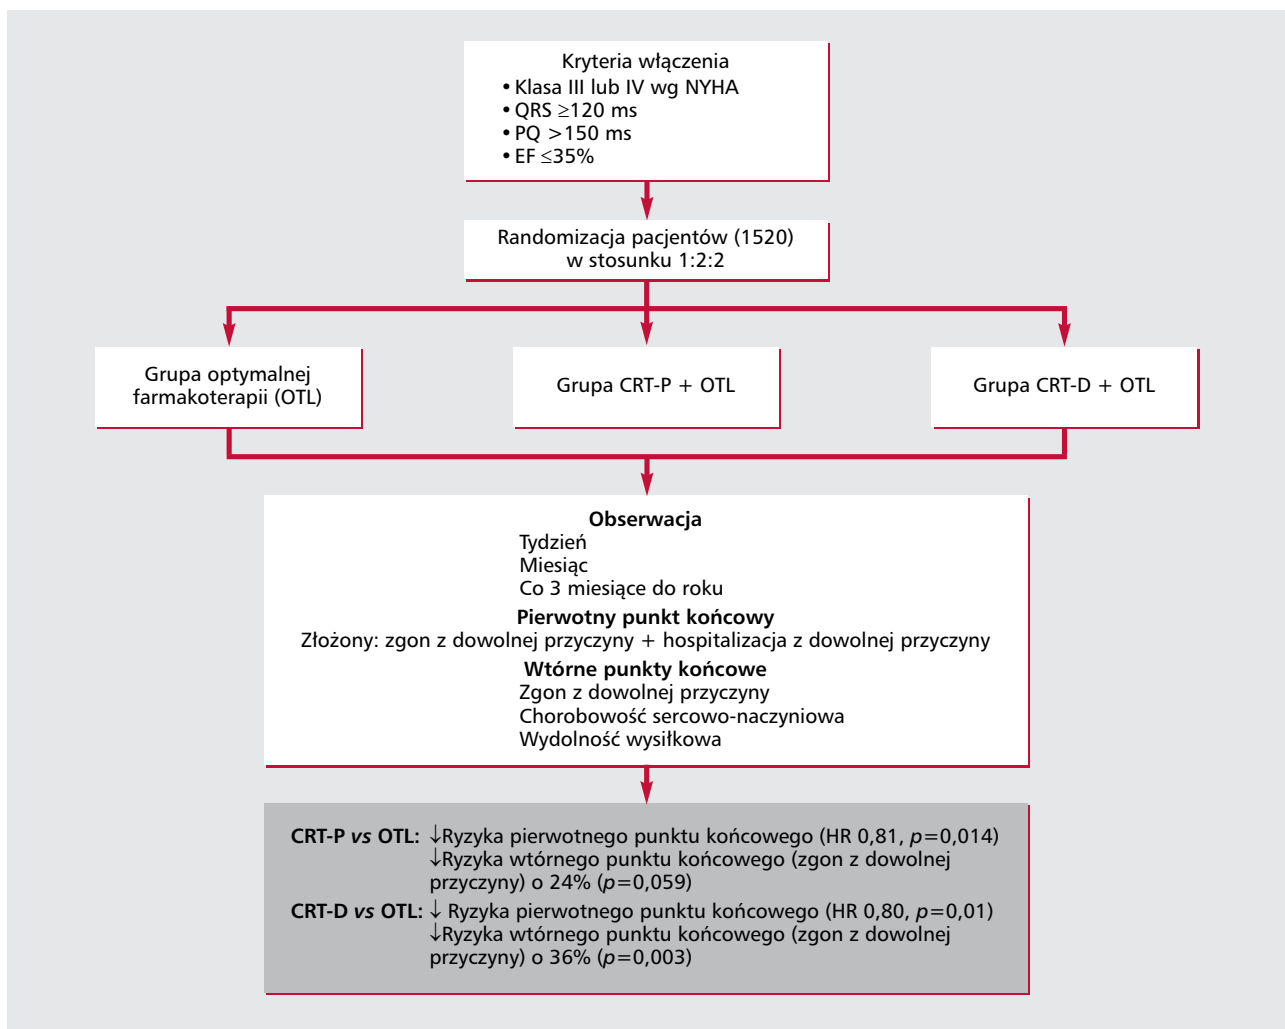 Kryteria włączenia
• Klasa III lub IV wg NYHA
• QRS ≥120 ms
• PQ >150 ms
• EF ≤35%
Randomizacja pacjentów (1520)
w stosunku 1:2:2
Grupa optymalnej
farmakoterapii (OTL)
Grupa CRT-P + OTL
Grupa CRT-D + OTL
Obserwacja
Tydzień
Miesiąc
Co 3 miesiące do roku
Pierwotny punkt końcowy
Złożony: zgon z dowolnej przyczyny + hospitalizacja z dowolnej przyczyny
Wtórne punkty końcowe
Zgon z dowolnej przyczyny
Chorobowość sercowo-naczyniowa
Wydolność wysiłkowa
CRT-P vs OTL: ↓Ryzyka pierwotnego punktu końcowego (HR 0,81, p=0,014)
↓Ryzyka wtórnego punktu końcowego (zgon z dowolnej
przyczyny) o 24% (p=0,059)
CRT-D vs OTL: ↓ Ryzyka pierwotnego punktu końcowego (HR 0,80, p=0,01)
↓Ryzyka wtórnego punktu końcowego (zgon z dowolnej
przyczyny) o 36% (p=0,003)